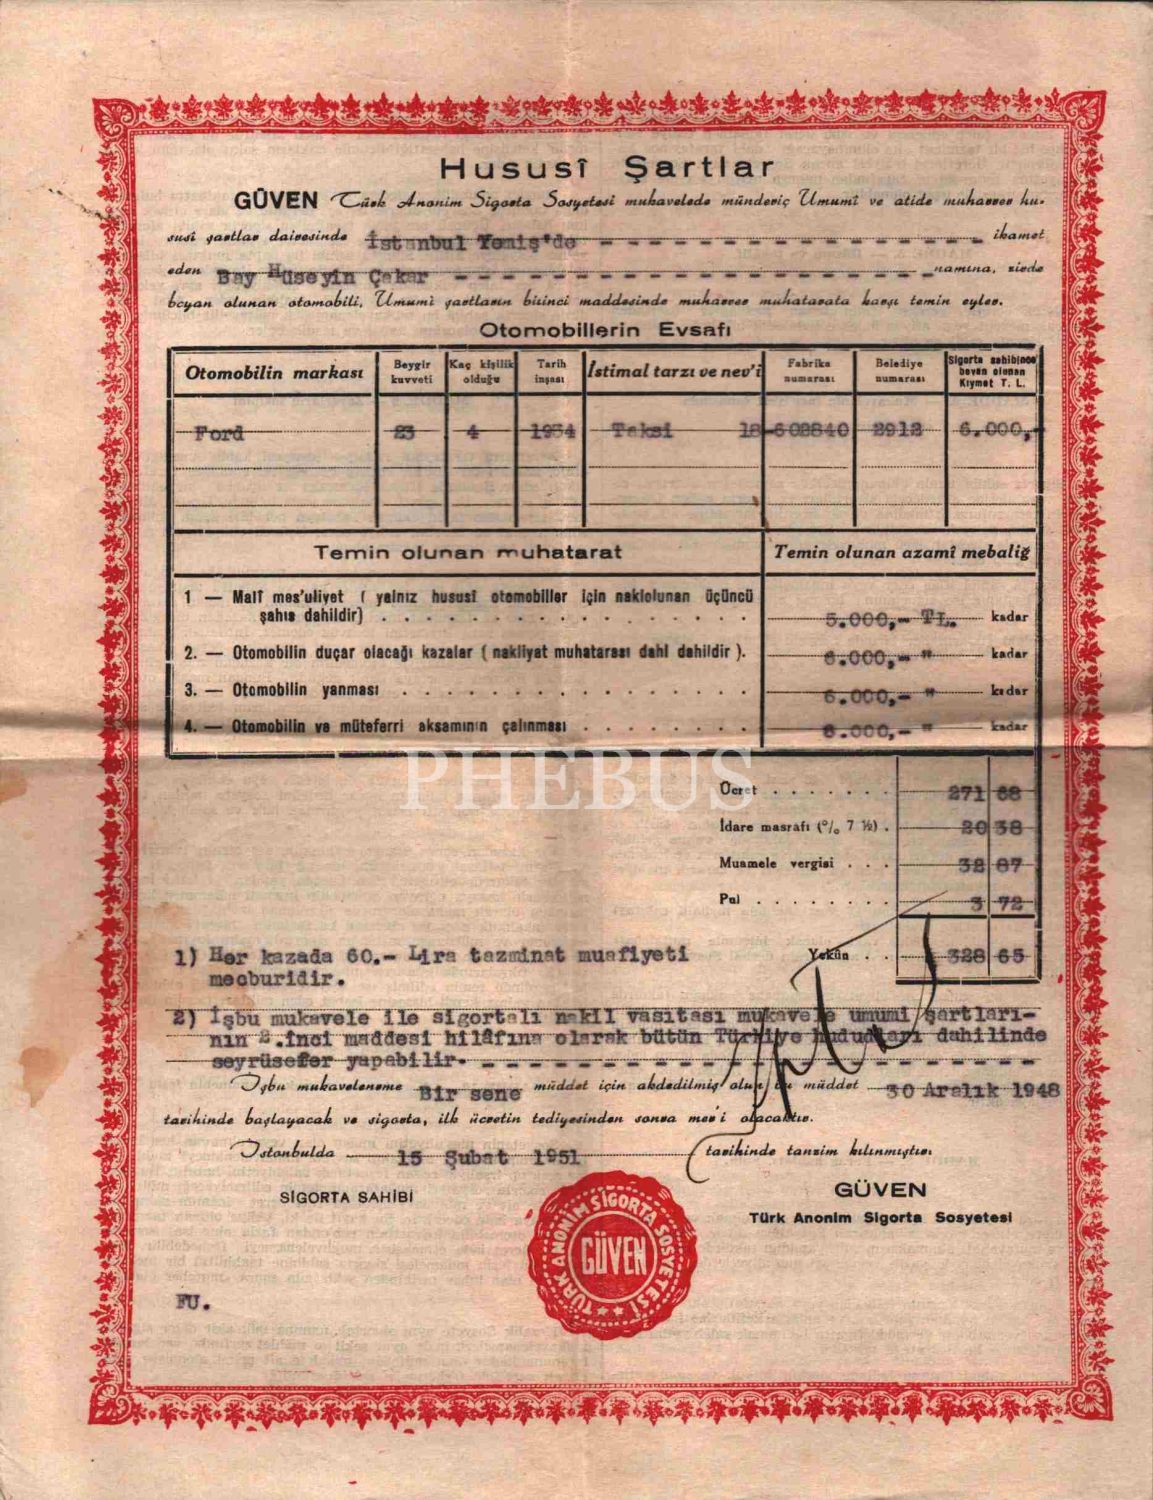 Hususî Şartlar
GÜVEN Türk Anonim Sigorta Sosyetesi mukavelede münderiç Umumî ve atide muharrer hu-
susî şartlar dairesinde İstanbul Yemiş'de ikamet
eden Bay Hüseyin Çakar namına, zirde
beyan olunan otomobili, Umumî şartların birinci maddesinde muharrer muhatarata karşı temin eyler.
Otomobillerin Evsafı
Otomobilin markası Beygir kuvveti Kaç kişilik olduğu Tarih inşası İstimal tarzı ve nev'i Fabrika numarası Belediye numarası Sigorta sahibince beyan olunan Kıymet T. L.
Ford 23 4 1934 Taksi 18-602840 2912 6.000,-
Temin olunan muhatarat Temin olunan azamî mebaliğ
1 — Malî mes'uliyet ( yalnız hususî otomobiller için naklolunan üçüncü
şahıs dahildir) 5.000,- TL. kadar
2. — Otomobilin duçar olacağı kazalar ( nakliyat muhatarası dahi dahildir ). 6.000,- " kadar
3. — Otomobilin yanması 6.000,- " kadar
4. — Otomobilin ve müteferri aksamının çalınması 6.000,- " kadar
PHEBUS
Ücret 271 68
İdare masrafı (% 7 ½) . 20 38
Muamele vergisi 32 87
Pul 3 72
Yekûn 328 65
1) Her kazada 60.- Lira tazminat muafiyeti
mecburidir.
2) İşbu mukavele ile sigortalı nakil vasıtası mukavele umumi şartları-
nın 2.inci maddesi hilâfına olarak bütün Türkiye hududları dahilinde
seyrüsefer yapabilir-
İşbu mukavelename Bir sene müddet için akdedilmiş olup bu müddet 30 Aralık 1948
tarihinde başlayacak ve sigorta, ilk ücretin tediyesinden sonra mer'i olacaktır.
İstanbulda 15 Şubat 1951 tarihinde tanzim kılınmıştır.
SİGORTA SAHİBİ
GÜVEN
Türk Anonim Sigorta Sosyetesi
TÜRK ANONİM SİGORTA SOSYETESİ
GÜVEN
FU.